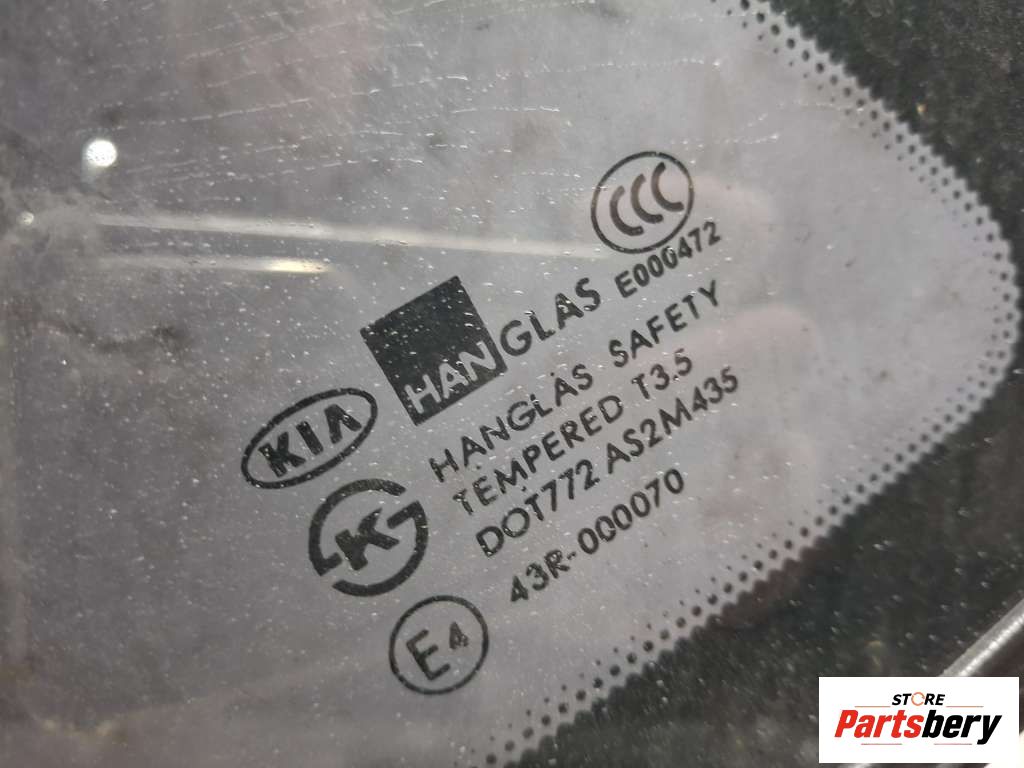 CCC
E000472
HANGLAS
KIA
HANGLAS SAFETY
TEMPERED T3.5
DOT772 AS2M435
43R-000070
K
E4
STORE
Partsbery